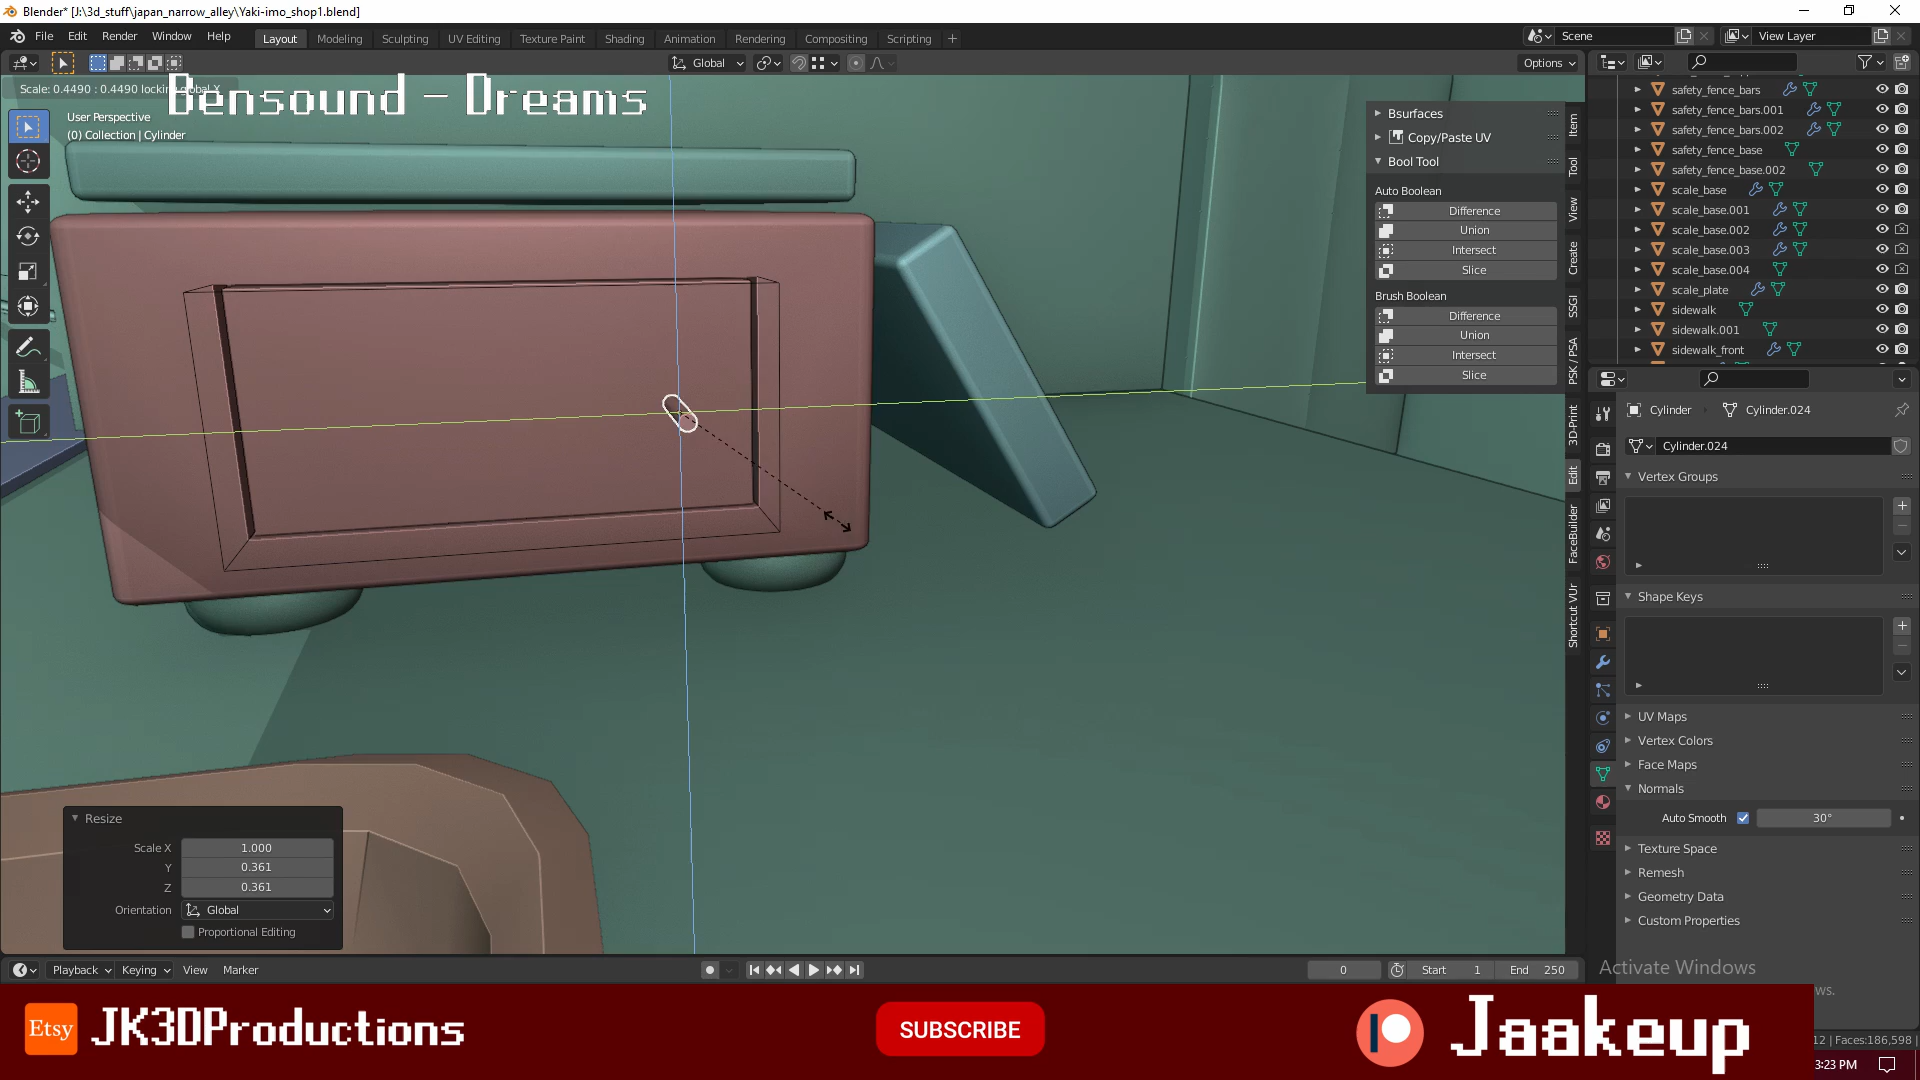 Blender* [J:\3d_stuff\japan_narrow_alley\Yaki-imo_shop1.blend]
File Edit Render Window Help
Layout Modeling Sculpting UV Editing Texture Paint Shading Animation Rendering Compositing Scripting +
Scene
View Layer
Global
Options
Scale: 0.4490 : 0.4490 locking global X
Bensound - Dreams
User Perspective
(0) Collection | Cylinder
Bsurfaces
Copy/Paste UV
Bool Tool
Auto Boolean
Difference
Union
Intersect
Slice
Brush Boolean
Difference
Union
Intersect
Slice
Item
Tool
View
Create
SSGI
PSK / PSA
3D-Print
Edit
FaceBuilder
Shortcut VUr
safety_fence_bars
safety_fence_bars.001
safety_fence_bars.002
safety_fence_base
safety_fence_base.002
scale_base
scale_base.001
scale_base.002
scale_base.003
scale_base.004
scale_plate
sidewalk
sidewalk.001
sidewalk_front
Cylinder
Cylinder.024
Cylinder.024
Vertex Groups
Shape Keys
UV Maps
Vertex Colors
Face Maps
Normals
Auto Smooth 30°
Texture Space
Remesh
Geometry Data
Custom Properties
Resize
Scale X 1.000
Y 0.361
Z 0.361
Orientation Global
Proportional Editing
Playback Keying View Marker
0 Start 1 End 250
Activate Windows
ws.
Etsy JK3DProductions
SUBSCRIBE
Jaakeup
12 | Faces:186,598 |
3:23 PM